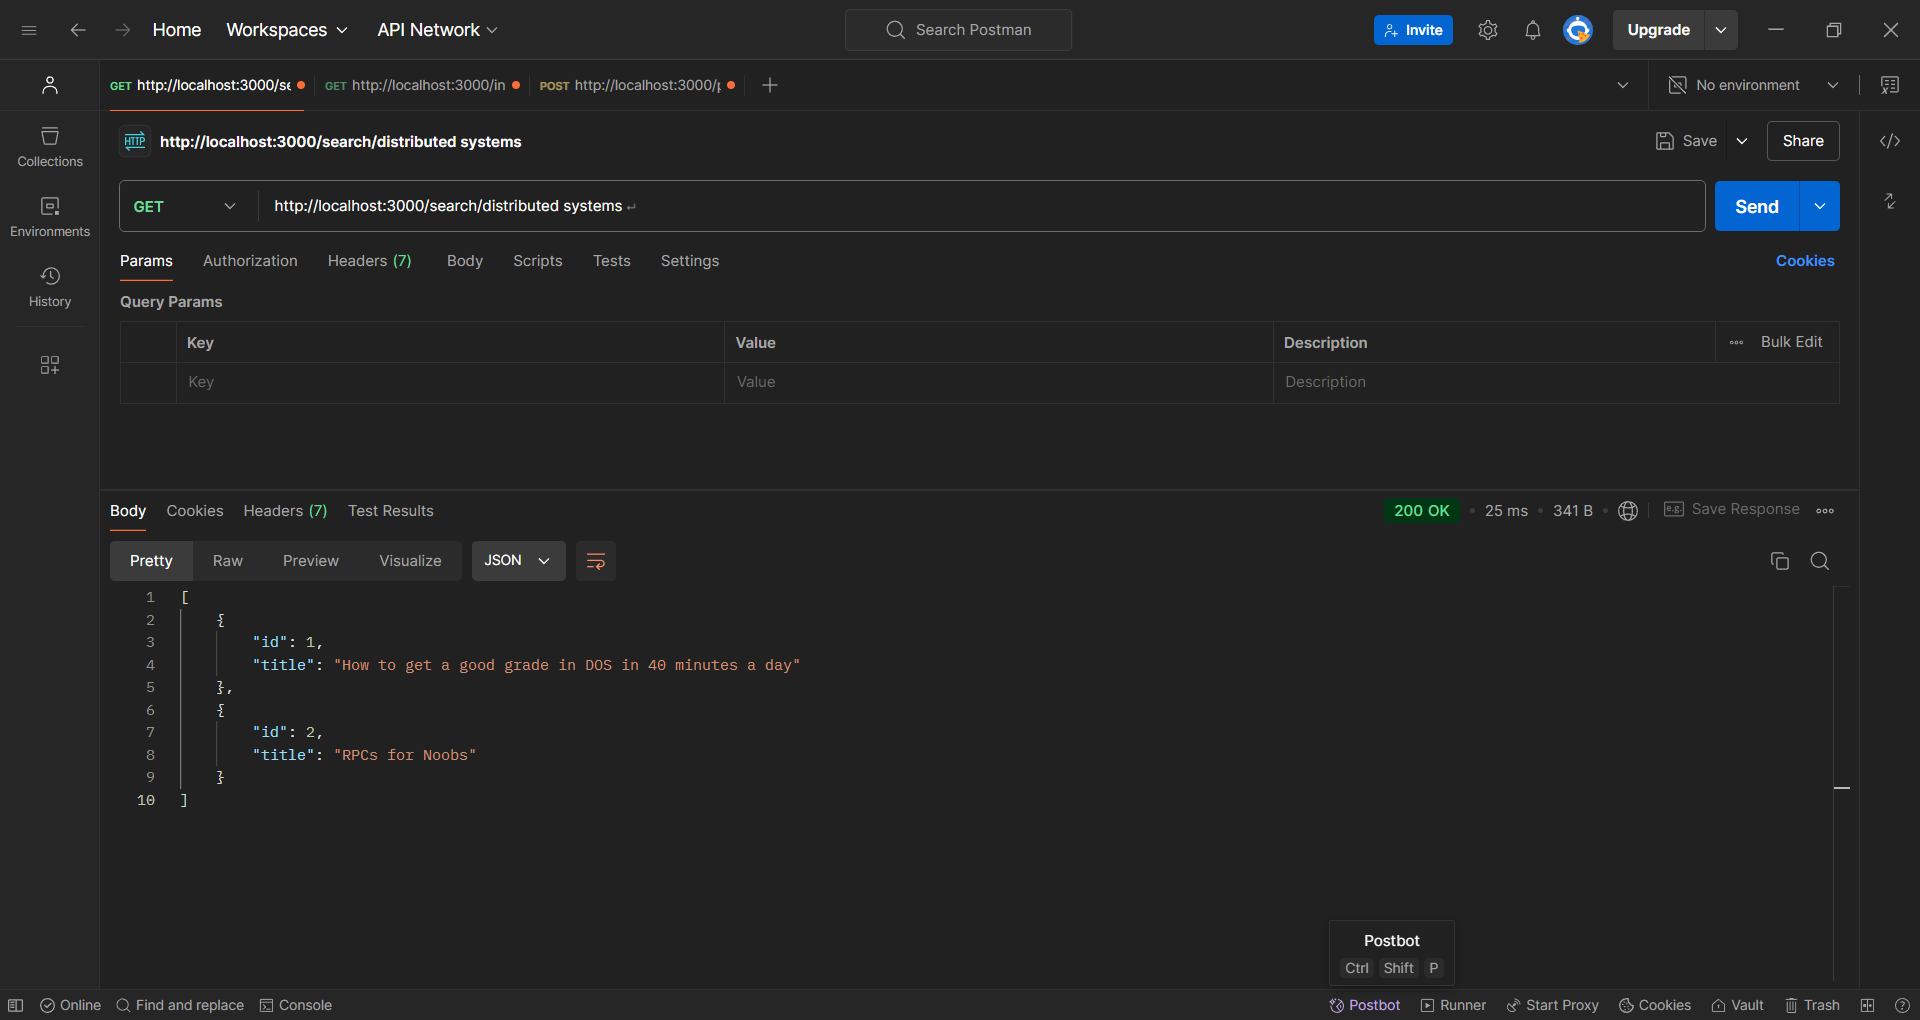 Home Workspaces API Network Search Postman Invite Upgrade
GET http://localhost:3000/se GET http://localhost:3000/in POST http://localhost:3000/p No environment
HTTP http://localhost:3000/search/distributed systems Save Share
Collections
GET http://localhost:3000/search/distributed systems Send
Environments
Params Authorization Headers (7) Body Scripts Tests Settings Cookies
History
Query Params
Key Value Description Bulk Edit
Key Value Description
Body Cookies Headers (7) Test Results 200 OK 25 ms 341 B e.g. Save Response
Pretty Raw Preview Visualize JSON
1 [
2 {
3 "id": 1,
4 "title": "How to get a good grade in DOS in 40 minutes a day"
5 },
6 {
7 "id": 2,
8 "title": "RPCs for Noobs"
9 }
10 ]
Postbot
Ctrl Shift P
Online Find and replace Console Postbot Runner Start Proxy Cookies Vault Trash